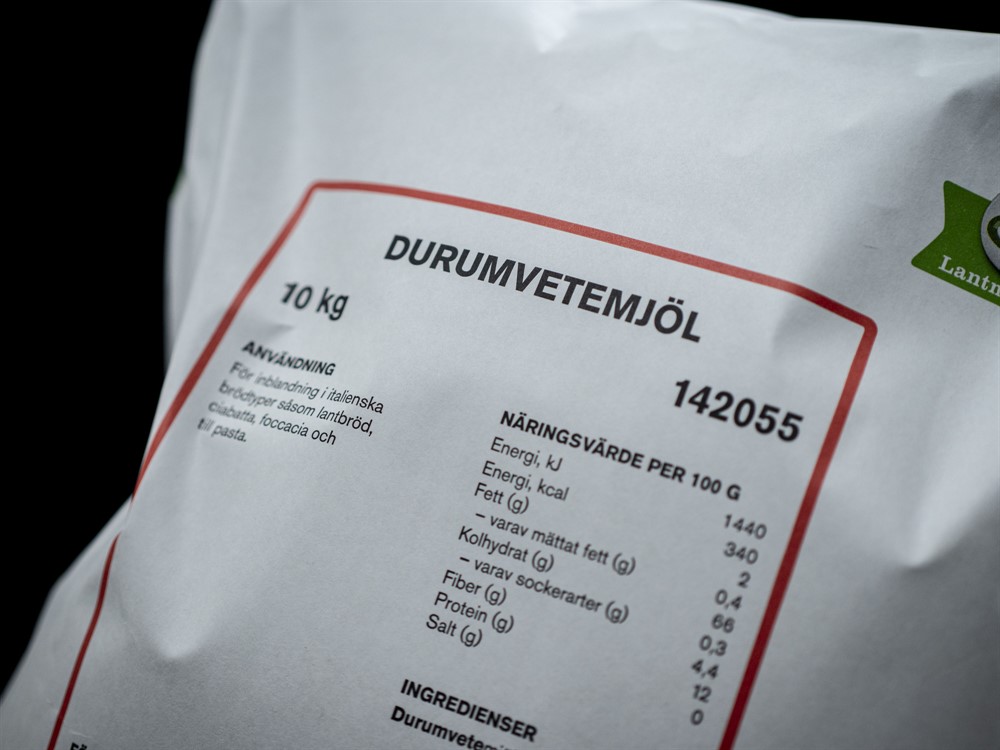 DURUMVETEMJÖL
10 kg
142055
ANVÄNDNING
För inblandning i italienska
brödtyper såsom lantbröd,
ciabatta, foccacia och
till pasta.
NÄRINGSVÄRDE PER 100 G
Energi, kJ 1440
Energi, kcal 340
Fett (g) 2
– varav mättat fett (g) 0,4
Kolhydrat (g) 66
– varav sockerarter (g) 0,3
Fiber (g) 4,4
Protein (g) 12
Salt (g) 0
INGREDIENSER